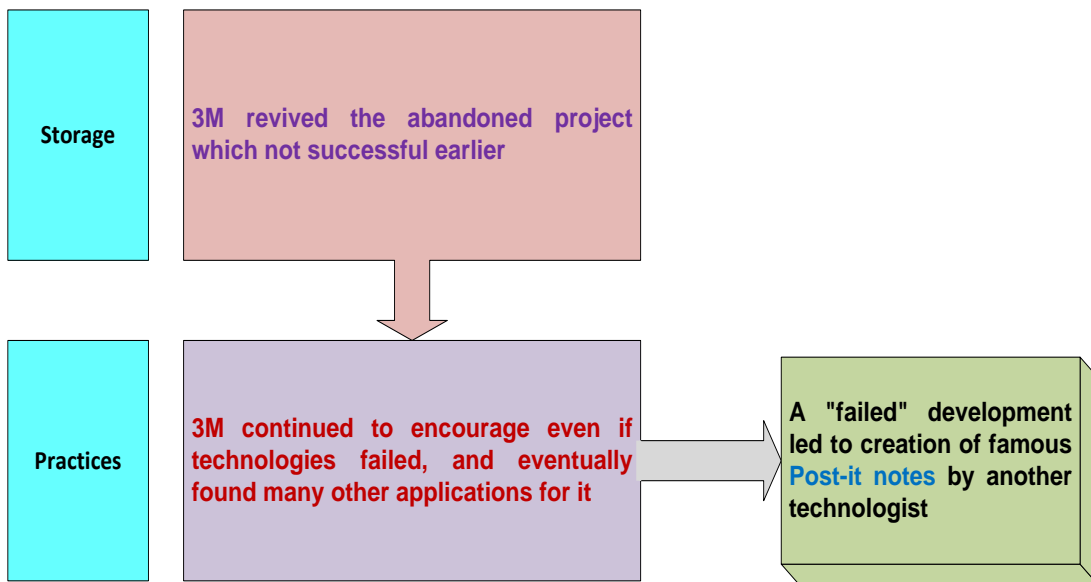 Storage
3M revived the abandoned project
which not successful earlier
Practices
3M continued to encourage even if
technologies failed, and eventually
found many other applications for it
A "failed" development
led to creation of famous
Post-it notes by another
technologist